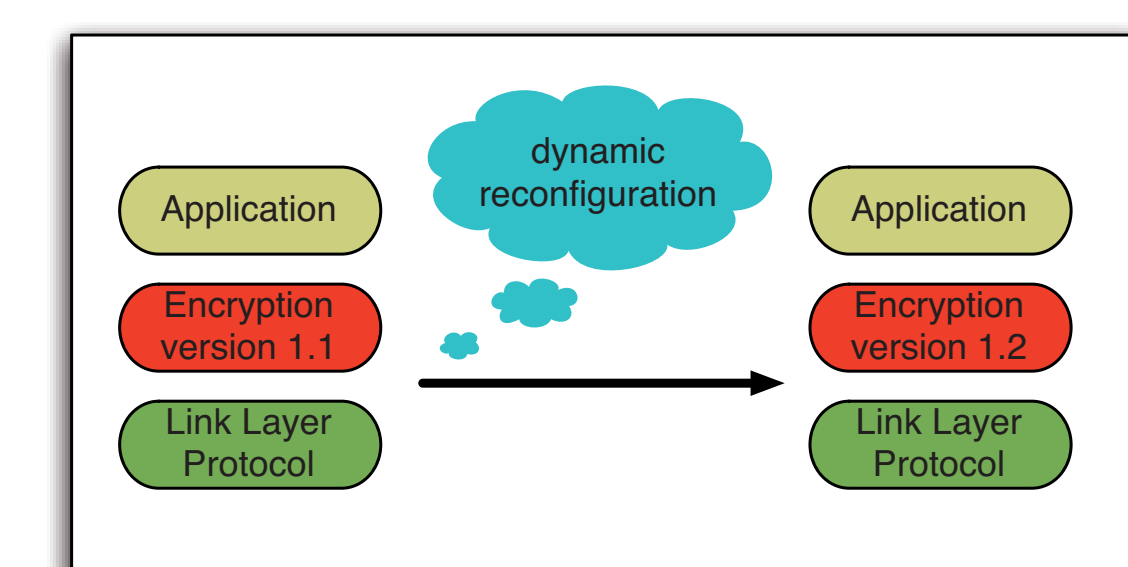 dynamic
reconfiguration
Application
Encryption
version 1.1
Link Layer
Protocol
Application
Encryption
version 1.2
Link Layer
Protocol